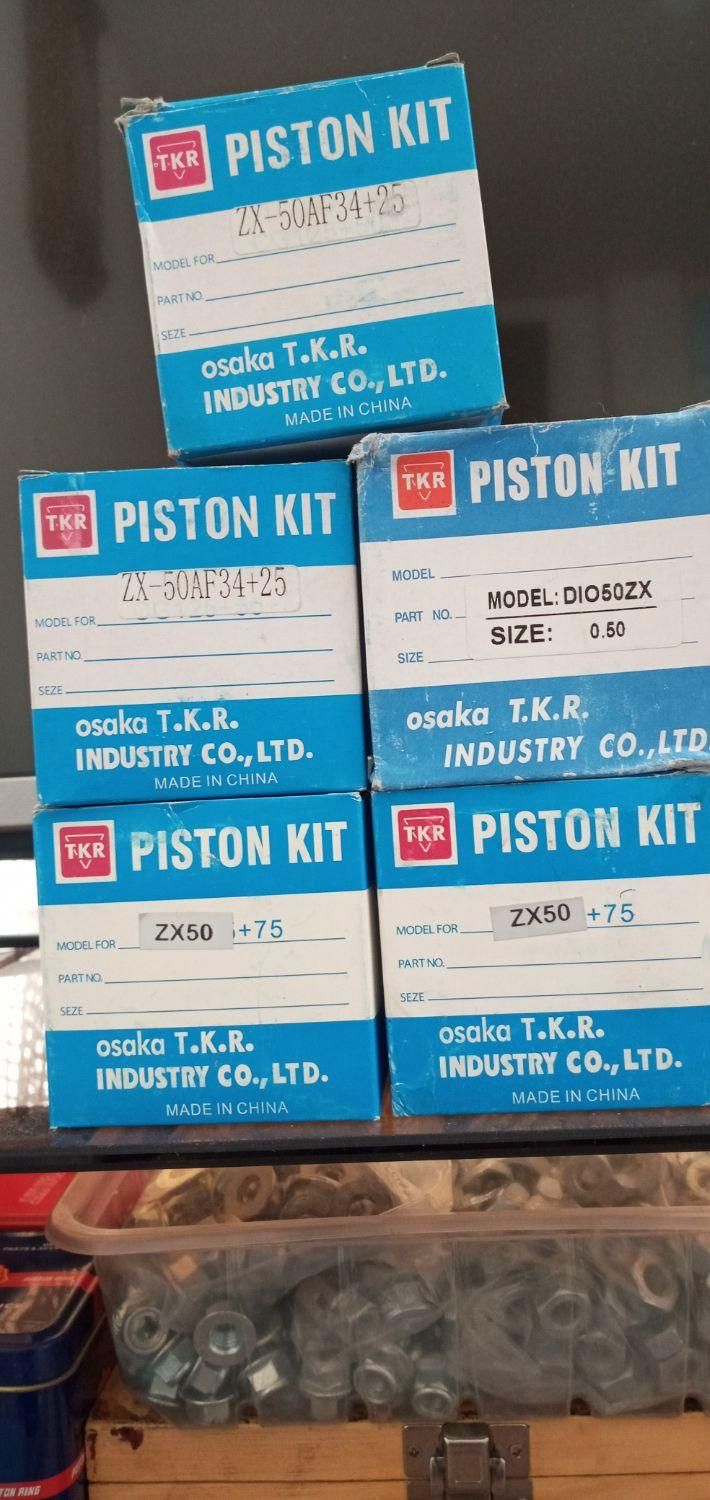 TKR
PISTON KIT
ZX-50AF34+25
MODEL FOR
PART NO.
SEZE
osaka T.K.R.
INDUSTRY CO., LTD.
MADE IN CHINA
TKR
PISTON KIT
ZX-50AF34+25
MODEL FOR
PART NO.
SEZE
osaka T.K.R.
INDUSTRY CO., LTD.
MADE IN CHINA
TKR
PISTON KIT
MODEL
MODEL: DIO50ZX
PART NO.
SIZE: 0.50
SIZE
osaka T.K.R.
INDUSTRY CO., LTD
TKR
PISTON KIT
ZX50 +75
MODEL FOR
PART NO.
SEZE
osaka T.K.R.
INDUSTRY CO., LTD.
MADE IN CHINA
TKR
PISTON KIT
ZX50 +75
MODEL FOR
PART NO.
SEZE
osaka T.K.R.
INDUSTRY CO., LTD.
MADE IN CHINA
TON RING